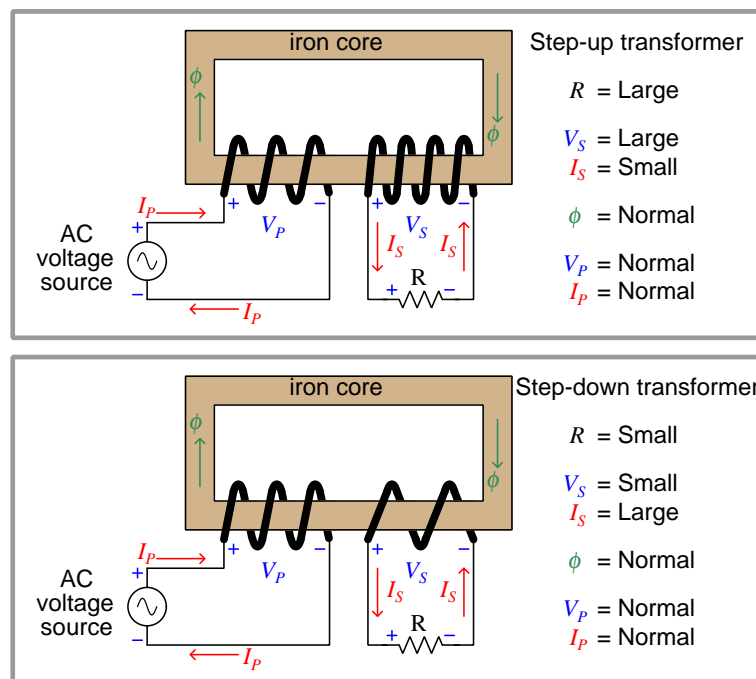 iron core
Step-up transformer
ϕ
ϕ
R = Large
V_S = Large
I_S = Small
ϕ = Normal
V_P = Normal
I_P = Normal
I_P
+ − + −
V_P V_S
AC
voltage
source
+
−
I_S I_S
R
+ −
I_P
iron core
Step-down transformer
ϕ
ϕ
R = Small
V_S = Small
I_S = Large
ϕ = Normal
V_P = Normal
I_P = Normal
I_P
+ − + −
V_P V_S
AC
voltage
source
+
−
I_S I_S
R
+ −
I_P